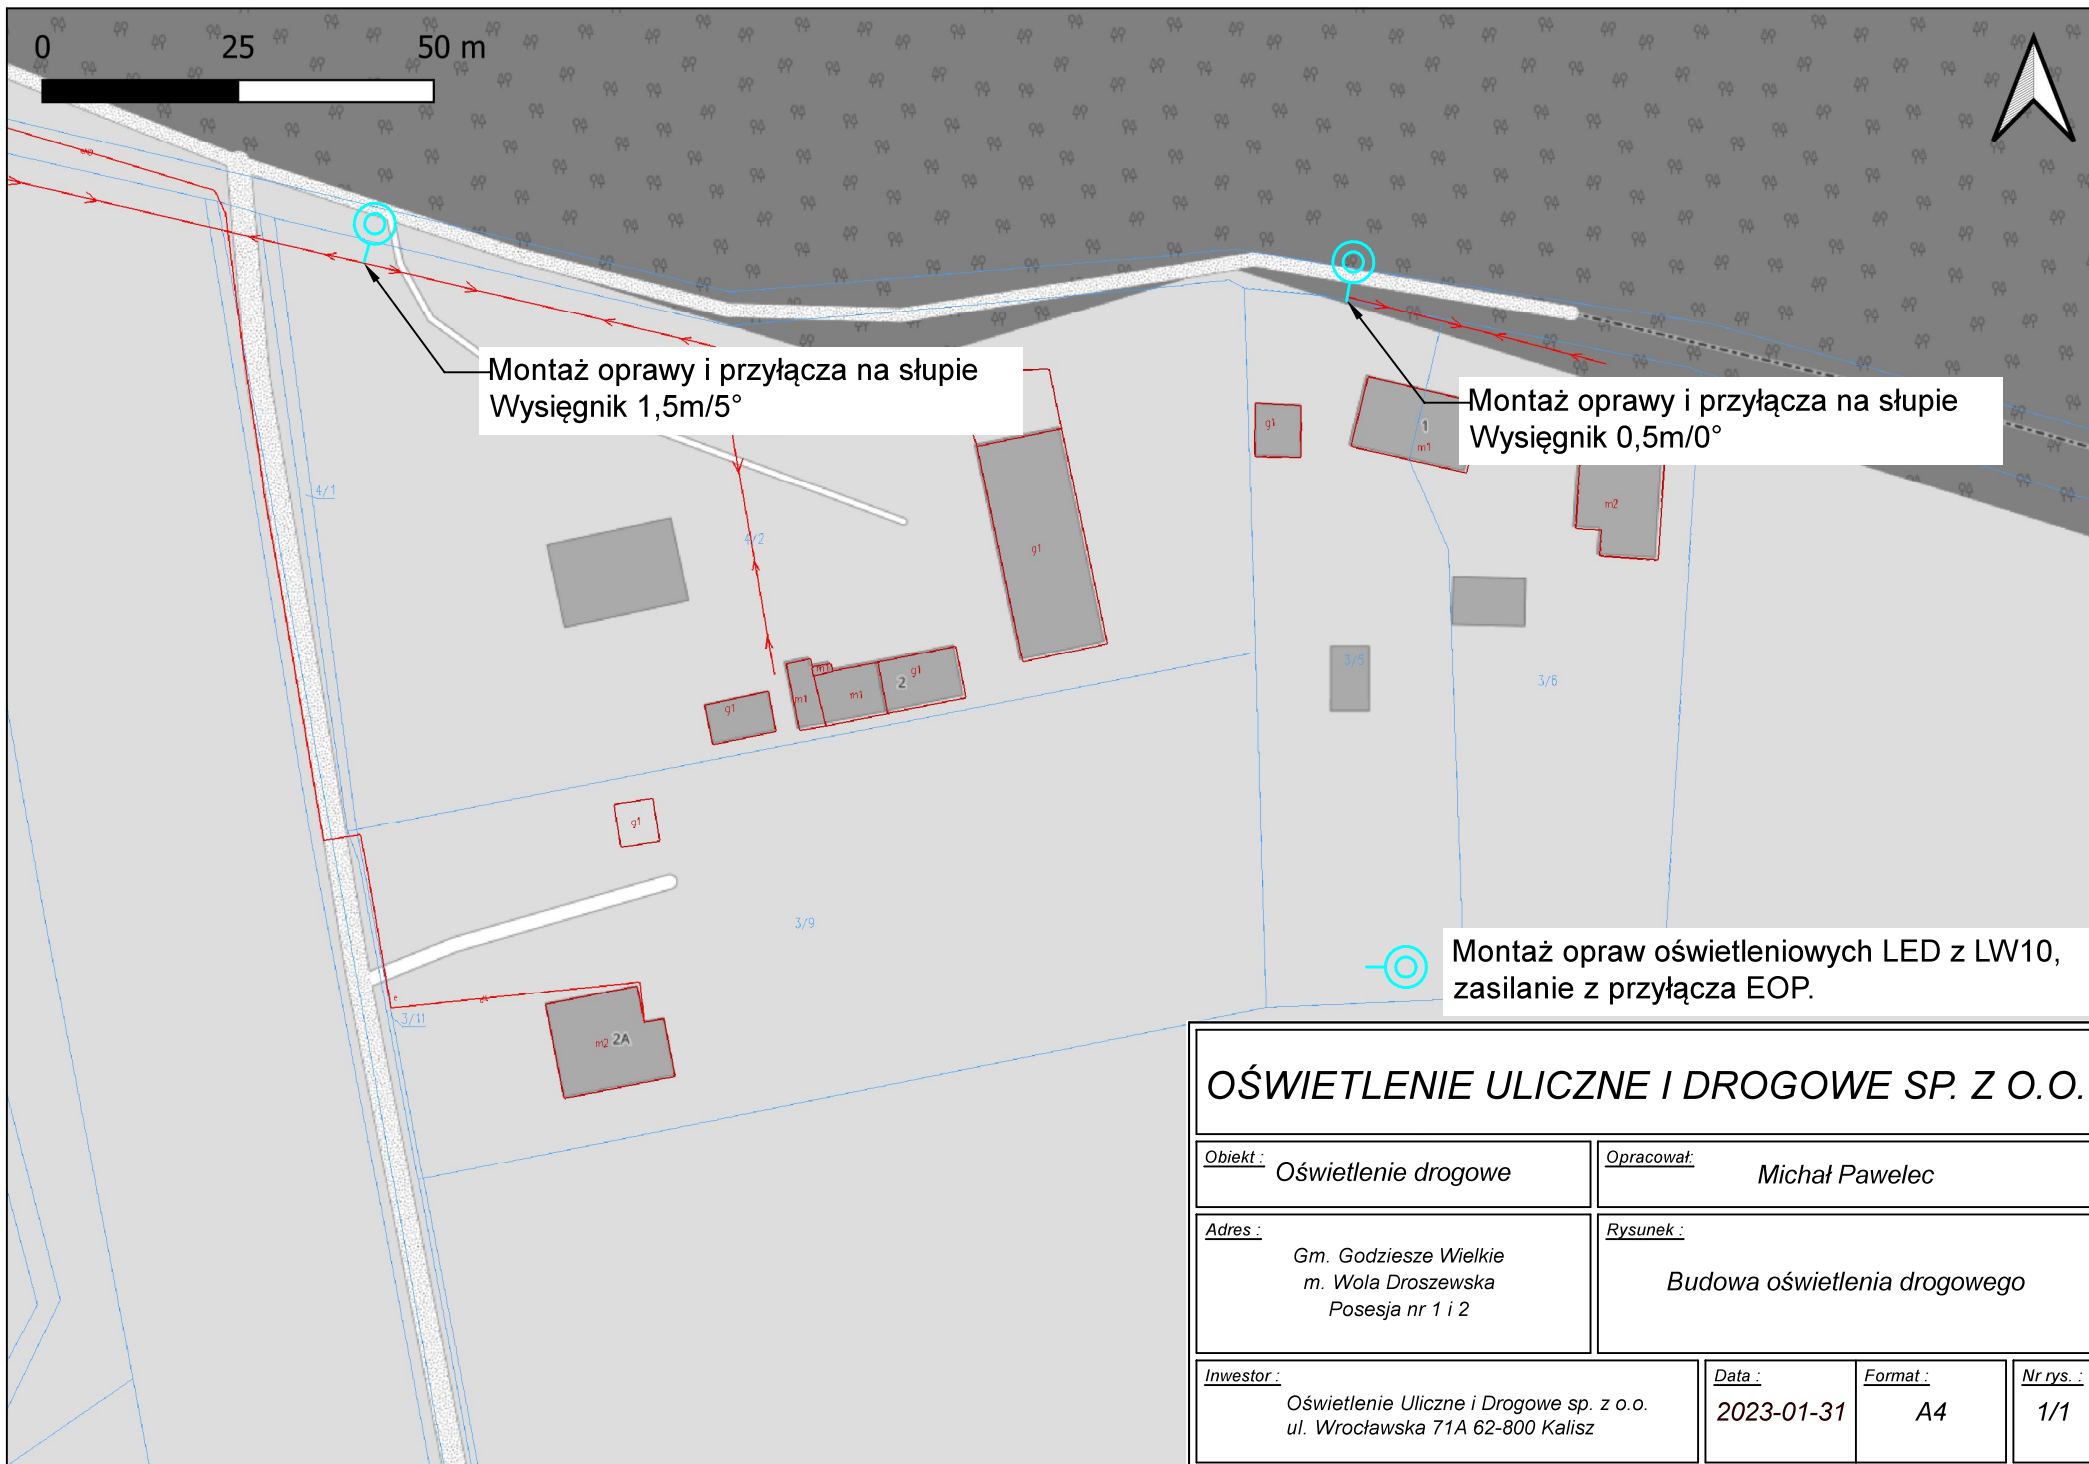 0 25 50 m
Montaż oprawy i przyłącza na słupie
Wysięgnik 1,5m/5°
Montaż oprawy i przyłącza na słupie
Wysięgnik 0,5m/0°
g1
1
m1
4/1
m2
4/2
g1
3/5
3/6
m1
g1
2
m1
m1
g1
g1
3/9
Montaż opraw oświetleniowych LED z LW10,
zasilanie z przyłącza EOP.
3/11
m2 2A
OŚWIETLENIE ULICZNE I DROGOWE SP. Z O.O.
Obiekt : Oświetlenie drogowe
Opracował: Michał Pawelec
Adres :
Gm. Godziesze Wielkie
m. Wola Droszewska
Posesja nr 1 i 2
Rysunek :
Budowa oświetlenia drogowego
Inwestor :
Oświetlenie Uliczne i Drogowe sp. z o.o.
ul. Wrocławska 71A 62-800 Kalisz
Data :
2023-01-31
Format :
A4
Nr rys. :
1/1